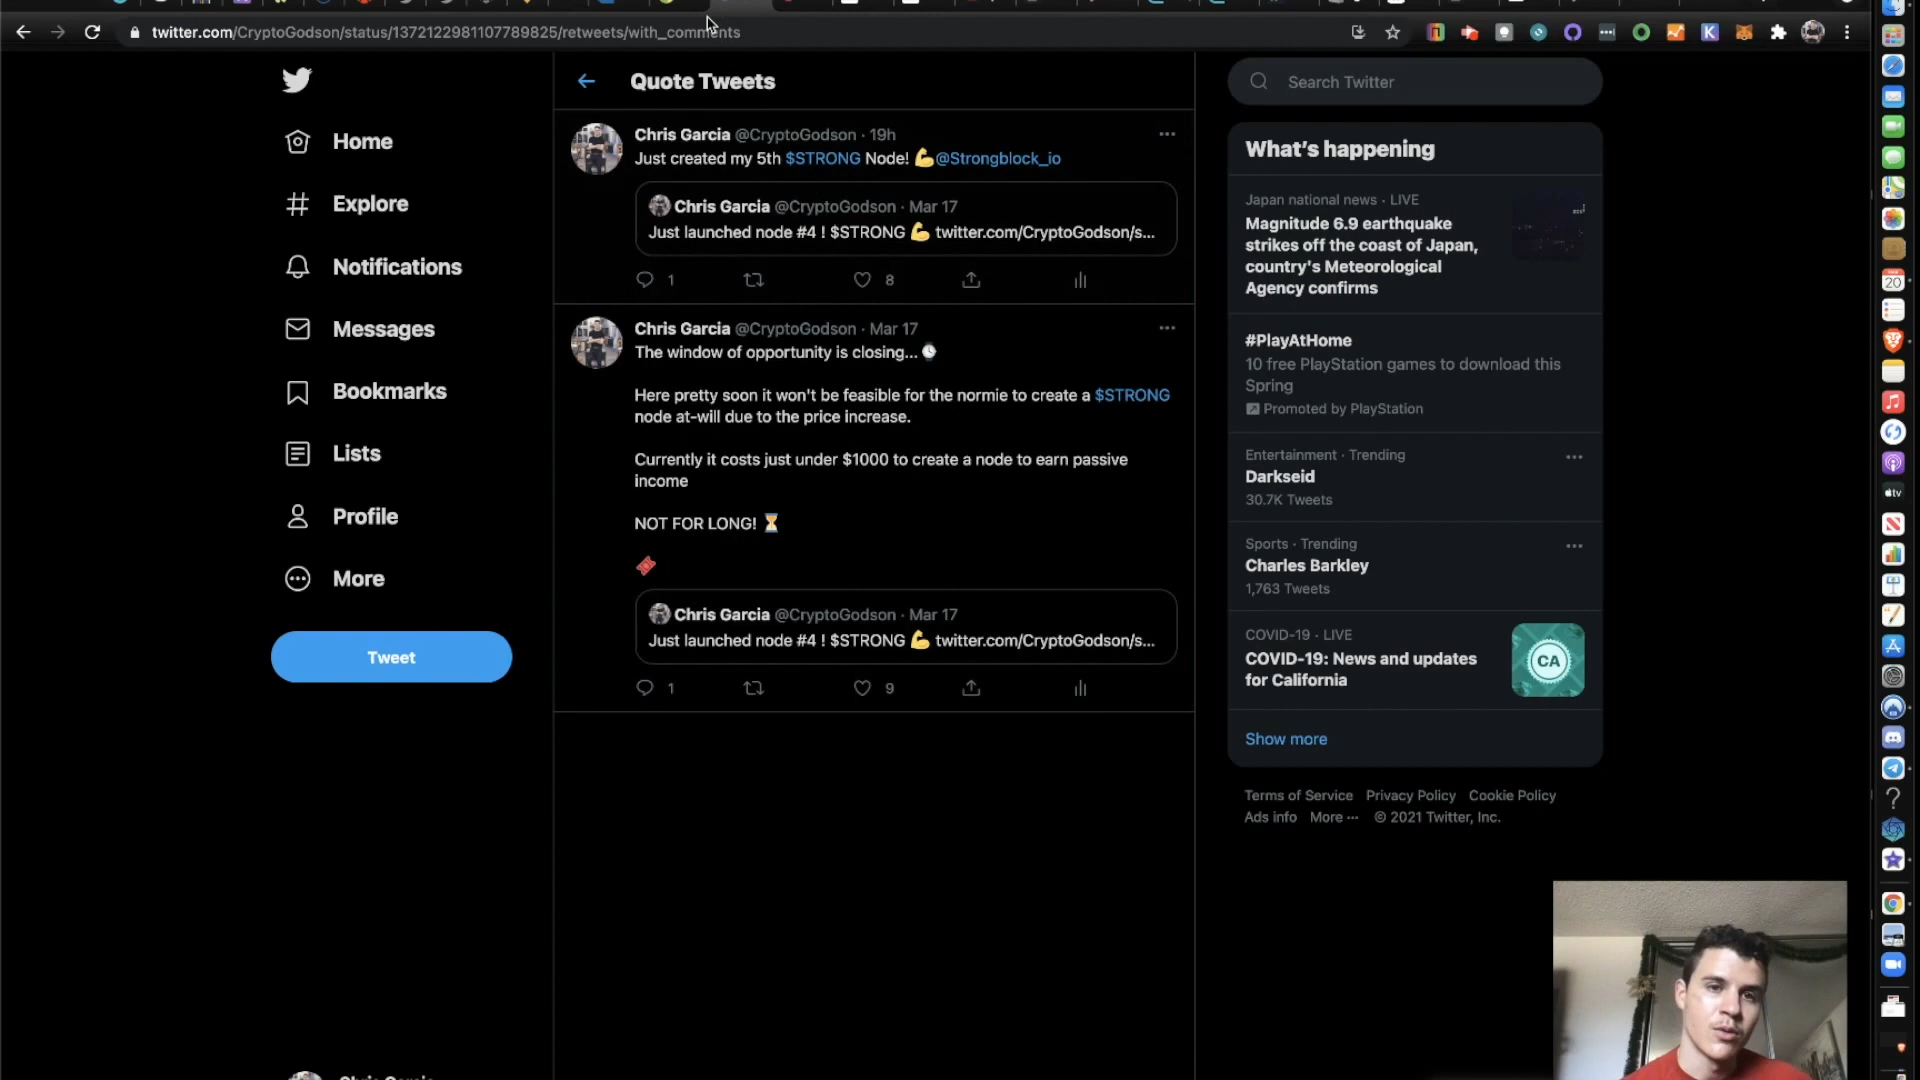 twitter.com/CryptoGodson/status/1372122981107789825/retweets/with_comments
Home
Explore
Notifications
Messages
Bookmarks
Lists
Profile
More
Tweet
Quote Tweets
Chris Garcia @CryptoGodson · 19h
Just created my 5th $STRONG Node! 💪@Strongblock_io
Chris Garcia @CryptoGodson · Mar 17
Just launched node #4 ! $STRONG 💪 twitter.com/CryptoGodson/s...
1
8
Chris Garcia @CryptoGodson · Mar 17
The window of opportunity is closing... 
Here pretty soon it won't be feasible for the normie to create a $STRONG
node at-will due to the price increase.
Currently it costs just under $1000 to create a node to earn passive
income
NOT FOR LONG! ⏳
Chris Garcia @CryptoGodson · Mar 17
Just launched node #4 ! $STRONG 💪 twitter.com/CryptoGodson/s...
1
9
Search Twitter
What's happening
Japan national news · LIVE
Magnitude 6.9 earthquake
strikes off the coast of Japan,
country's Meteorological
Agency confirms
#PlayAtHome
10 free PlayStation games to download this
Spring
Promoted by PlayStation
Entertainment · Trending
Darkseid
30.7K Tweets
Sports · Trending
Charles Barkley
1,763 Tweets
COVID-19 · LIVE
COVID-19: News and updates
for California
CA
Show more
Terms of Service Privacy Policy Cookie Policy
Ads info More ··· © 2021 Twitter, Inc.
20
tv